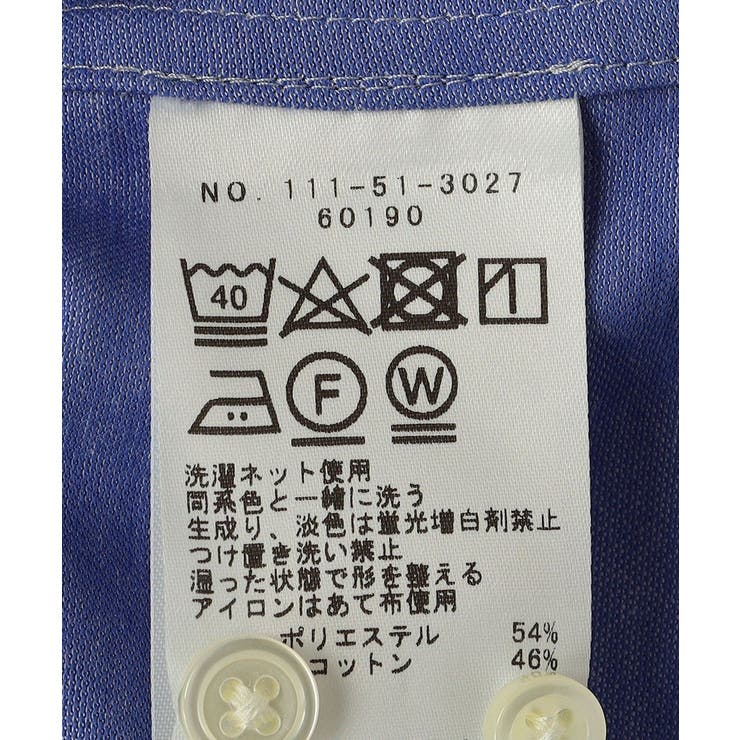 NO. 111-51-3027
60190
40
F
W
洗濯ネット使用
同系色と一緒に洗う
生成り、淡色は蛍光増白剤禁止
つけ置き洗い禁止
湿った状態で形を整える
アイロンはあて布使用
ポリエステル 54%
コットン 46%